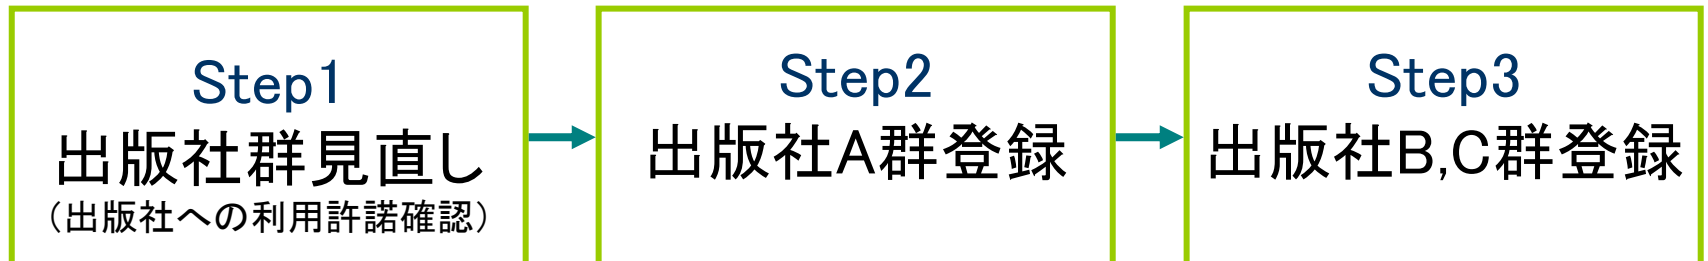 Step1
出版社群見直し
（出版社への利用許諾確認）
Step2
出版社A群登録
Step3
出版社B,C群登録